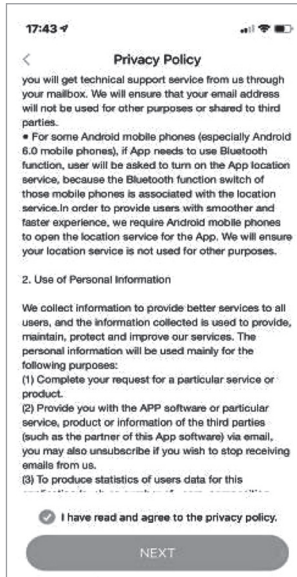 17:43
Privacy Policy
you will get technical support service from us through
your mailbox. We will ensure that your email address
will not be used for other purposes or shared to third
parties.
• For some Android mobile phones (especially Android
6.0 mobile phones), if App needs to use Bluetooth
function, user will be asked to turn on the App location
service, because the Bluetooth function switch of
those mobile phones is associated with the location
service.In order to provide users with smoother and
faster experience, we require Android mobile phones
to open the location service for the App. We will ensure
your location service is not used for other purposes.
2. Use of Personal Information
We collect information to provide better services to all
users, and the information collected is used to provide,
maintain, protect and improve our services. The
personal information will be used mainly for the
following purposes:
(1) Complete your request for a particular service or
product.
(2) Provide you with the APP software or particular
service, product or information of the third parties
(such as the partner of this App software) via email,
you may also unsubscribe if you wish to stop receiving
emails from us.
(3) To produce statistics of users data for this
I have read and agree to the privacy policy.
NEXT